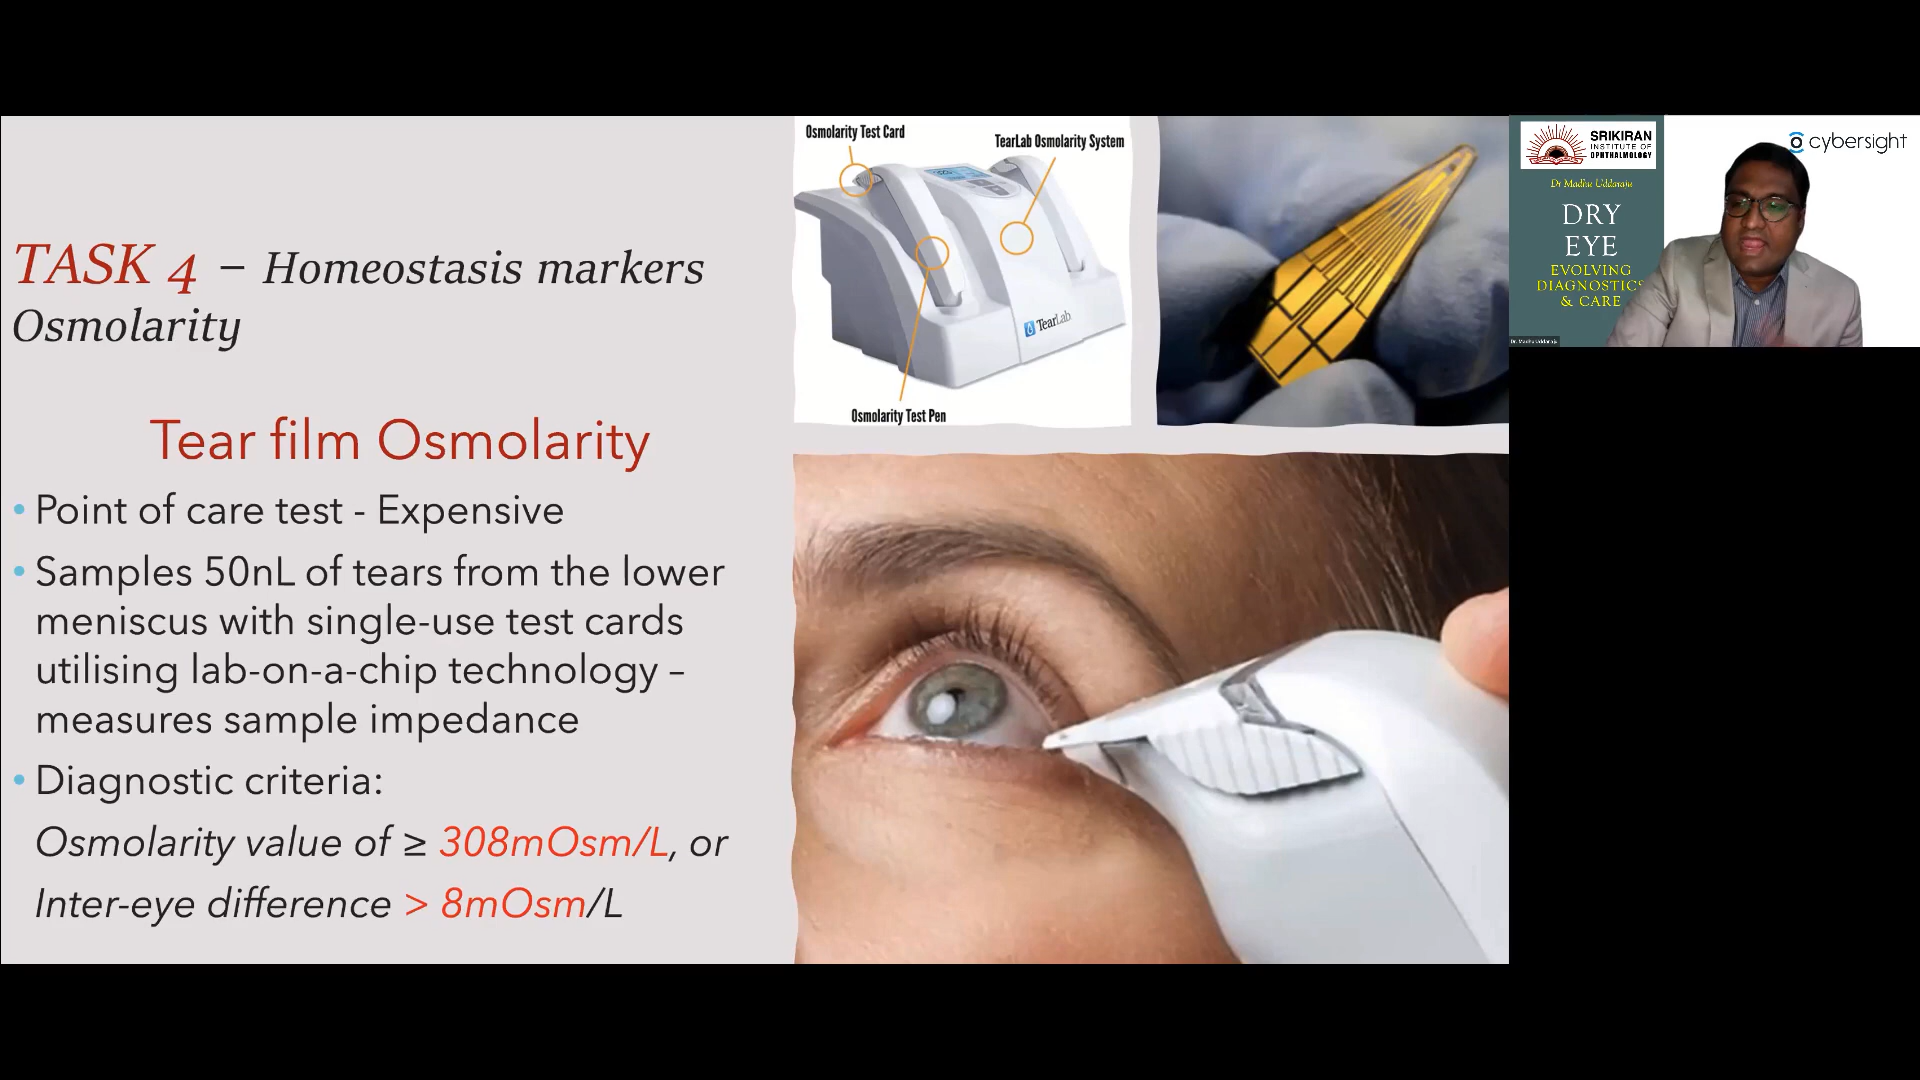 TASK 4 – Homeostasis markers
Osmolarity
Tear film Osmolarity
• Point of care test - Expensive
• Samples 50nL of tears from the lower
meniscus with single-use test cards
utilising lab-on-a-chip technology –
measures sample impedance
• Diagnostic criteria:
Osmolarity value of ≥ 308mOsm/L, or
Inter-eye difference > 8mOsm/L
Osmolarity Test Card
TearLab Osmolarity System
TearLab
Osmolarity Test Pen
SRIKIRAN
INSTITUTE OF
OPHTHALMOLOGY
Dr Madhu Uddaraju
DRY
EYE
EVOLVING
DIAGNOSTICS
& CARE
Dr. Madhu Uddaraju
cybersight